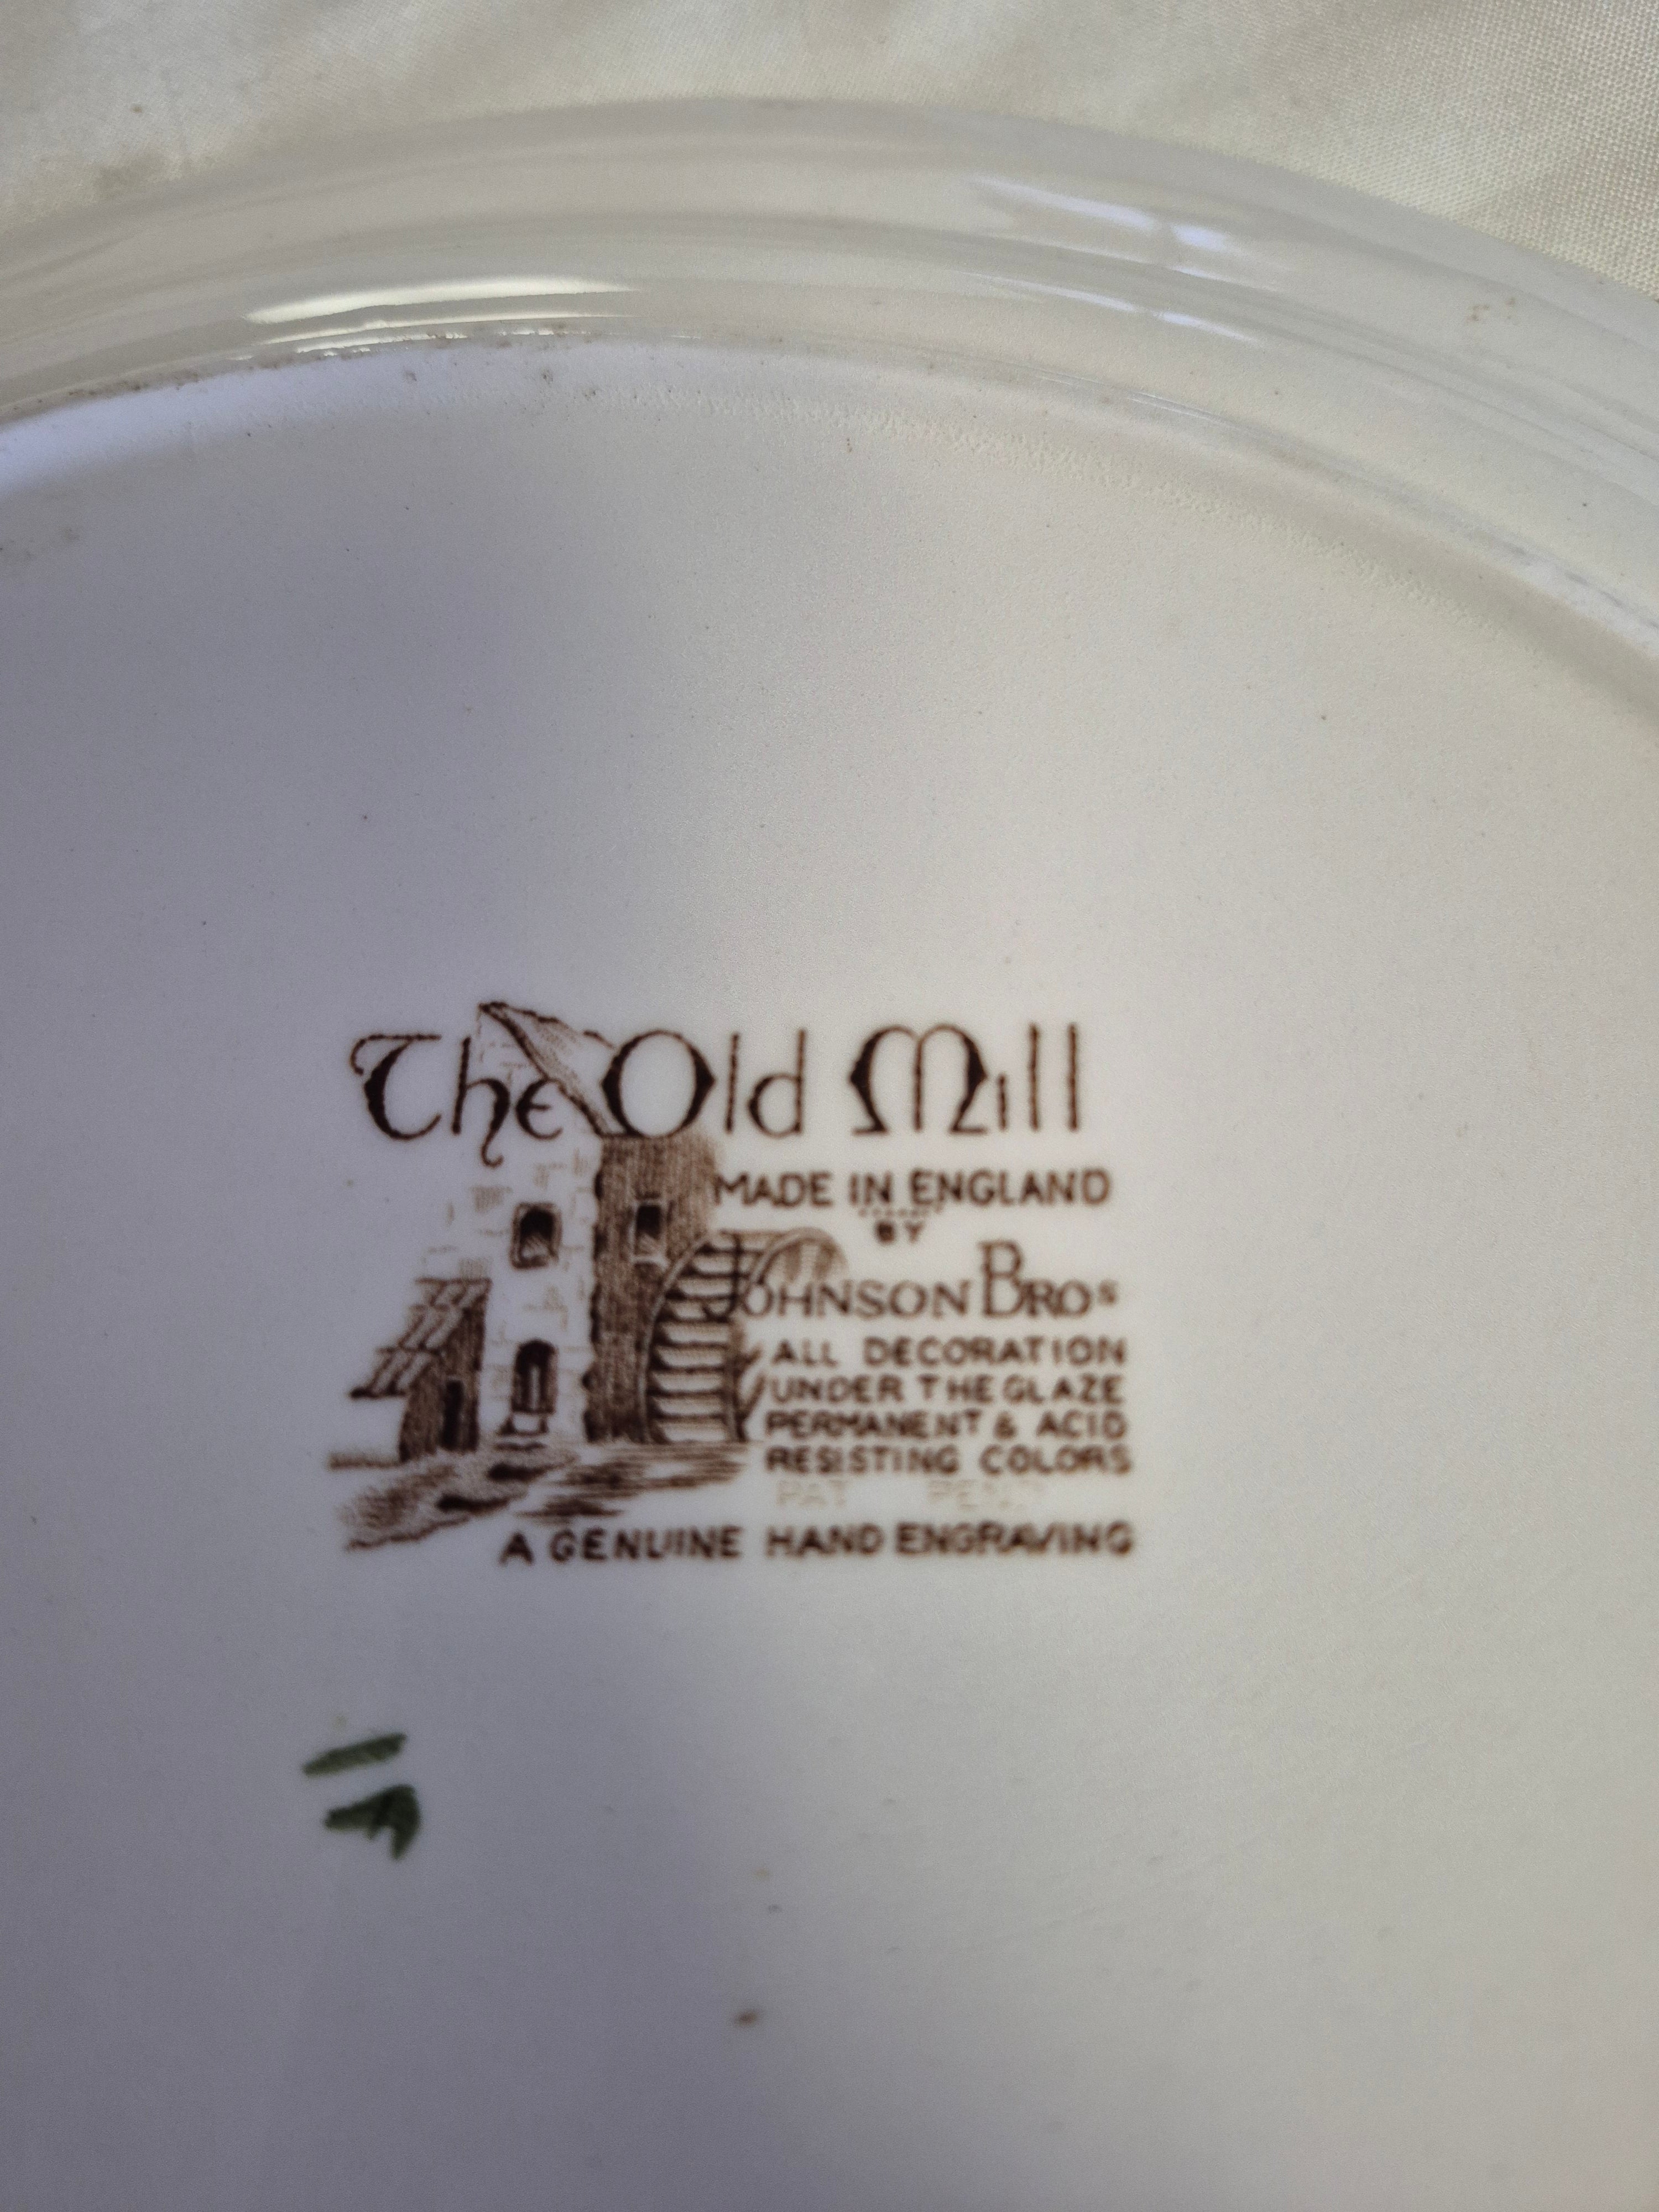 The Old Mill
MADE IN ENGLAND
BY
JOHNSON BROS
ALL DECORATION
UNDER THE GLAZE
PERMANENT & ACID
RESISTING COLORS
PAT PEND
A GENUINE HAND ENGRAVING